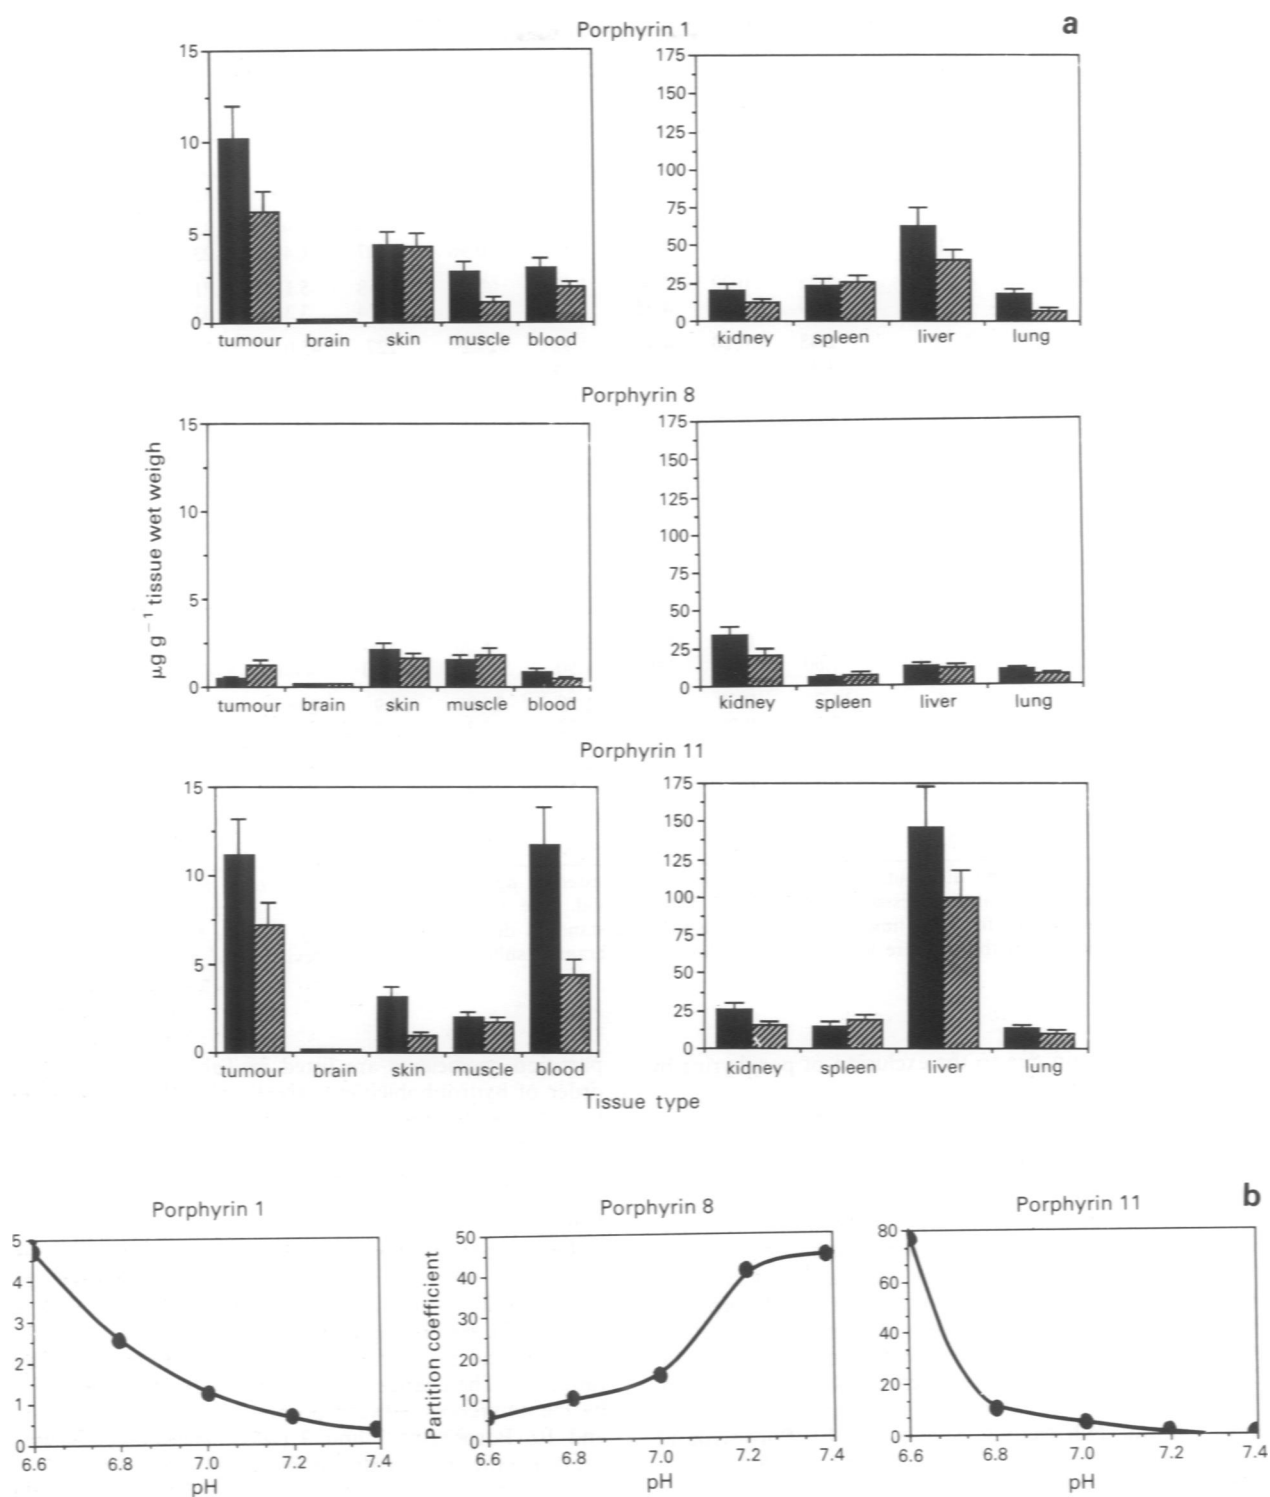 Porphyrin 1
a
15
10
5
0
tumour brain skin muscle blood
175
150
125
100
75
50
25
0
kidney spleen liver lung
Porphyrin 8
µg g⁻¹ tissue wet weigh
15
10
5
0
tumour brain skin muscle blood
175
150
125
100
75
50
25
0
kidney spleen liver lung
Porphyrin 11
15
10
5
0
tumour brain skin muscle blood
175
150
125
100
75
50
25
0
kidney spleen liver lung
Tissue type
b
Porphyrin 1
5
4
3
2
1
0
6.6 6.8 7.0 7.2 7.4
pH
Porphyrin 8
Partition coefficient
50
40
30
20
10
0
6.6 6.8 7.0 7.2 7.4
pH
Porphyrin 11
80
60
40
20
0
6.6 6.8 7.0 7.2 7.4
pH